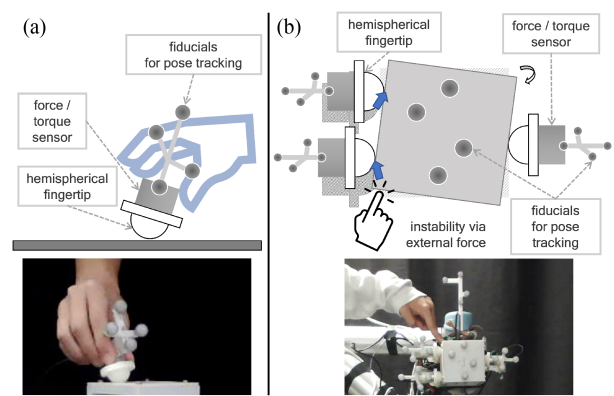 (a)
fiducials
for pose tracking
force /
torque
sensor
hemispherical
fingertip
(b)
hemispherical
fingertip
force / torque
sensor
instability via
external force
fiducials
for pose
tracking